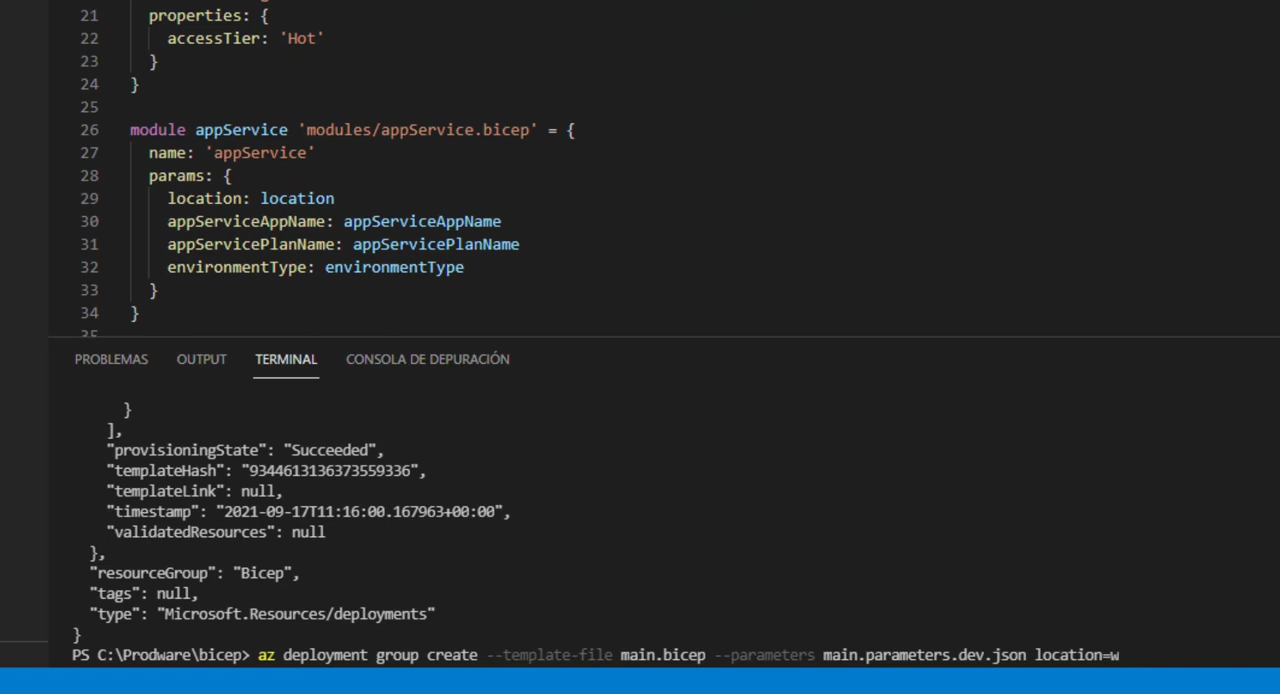 21 properties: {
22 accessTier: 'Hot'
23 }
24 }
25
26 module appService 'modules/appService.bicep' = {
27 name: 'appService'
28 params: {
29 location: location
30 appServiceAppName: appServiceAppName
31 appServicePlanName: appServicePlanName
32 environmentType: environmentType
33 }
34 }
35
PROBLEMAS OUTPUT TERMINAL CONSOLA DE DEPURACIÓN
}
],
"provisioningState": "Succeeded",
"templateHash": "9344613136373559336",
"templateLink": null,
"timestamp": "2021-09-17T11:16:00.167963+00:00",
"validatedResources": null
},
"resourceGroup": "Bicep",
"tags": null,
"type": "Microsoft.Resources/deployments"
}
PS C:\Prodware\bicep> az deployment group create --template-file main.bicep --parameters main.parameters.dev.json location=w